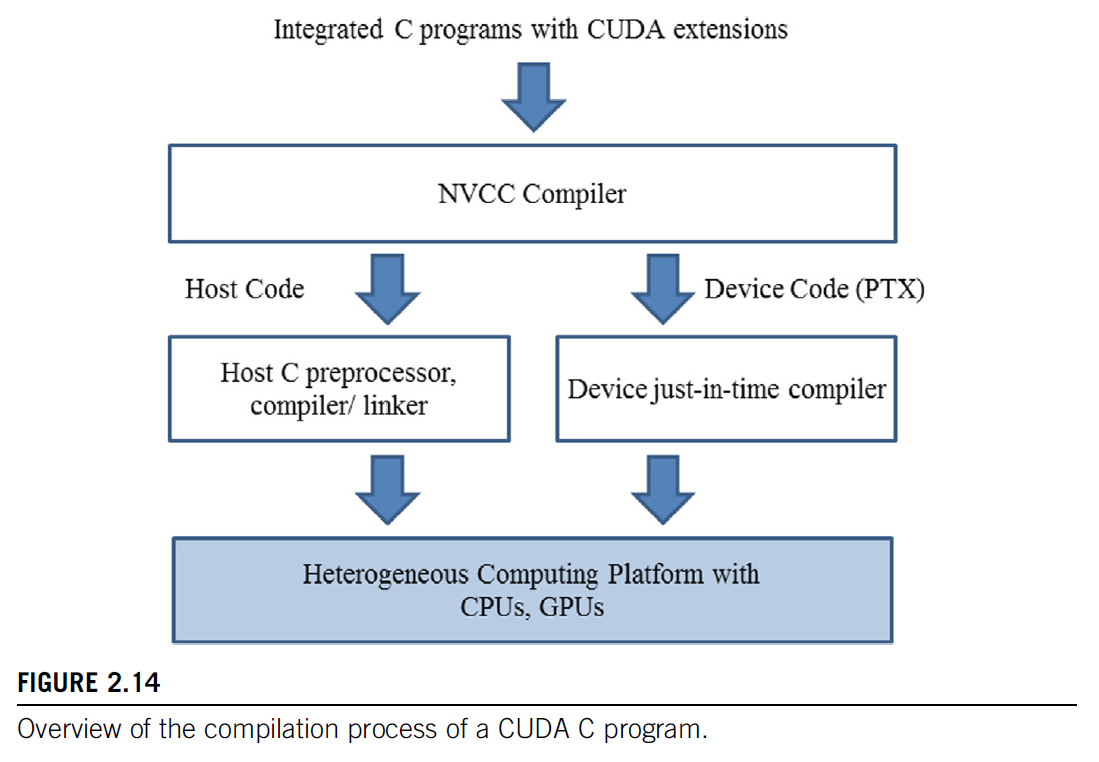 Integrated C programs with CUDA extensions
NVCC Compiler
Host Code
Device Code (PTX)
Host C preprocessor,
compiler/ linker
Device just-in-time compiler
Heterogeneous Computing Platform with
CPUs, GPUs
FIGURE 2.14
Overview of the compilation process of a CUDA C program.